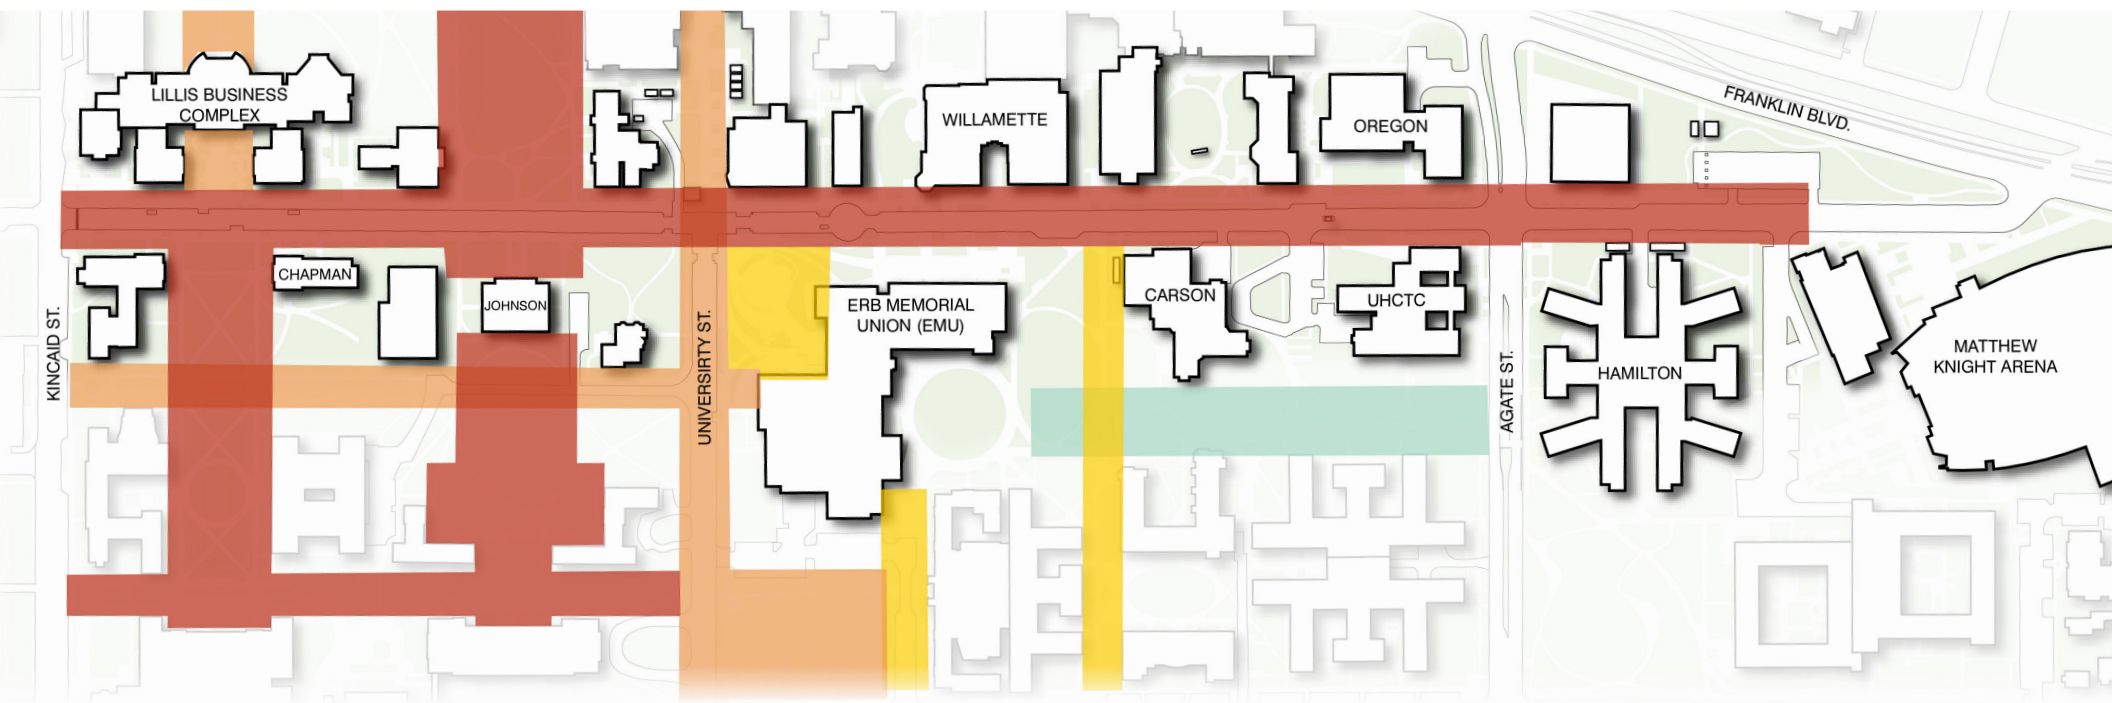 LILLIS BUSINESS
COMPLEX
WILLAMETTE
OREGON
FRANKLIN BLVD.
CHAPMAN
JOHNSON
ERB MEMORIAL
UNION (EMU)
CARSON
UHCTC
HAMILTON
MATTHEW
KNIGHT ARENA
KINCAID ST.
UNIVERSIRTY ST.
AGATE ST.